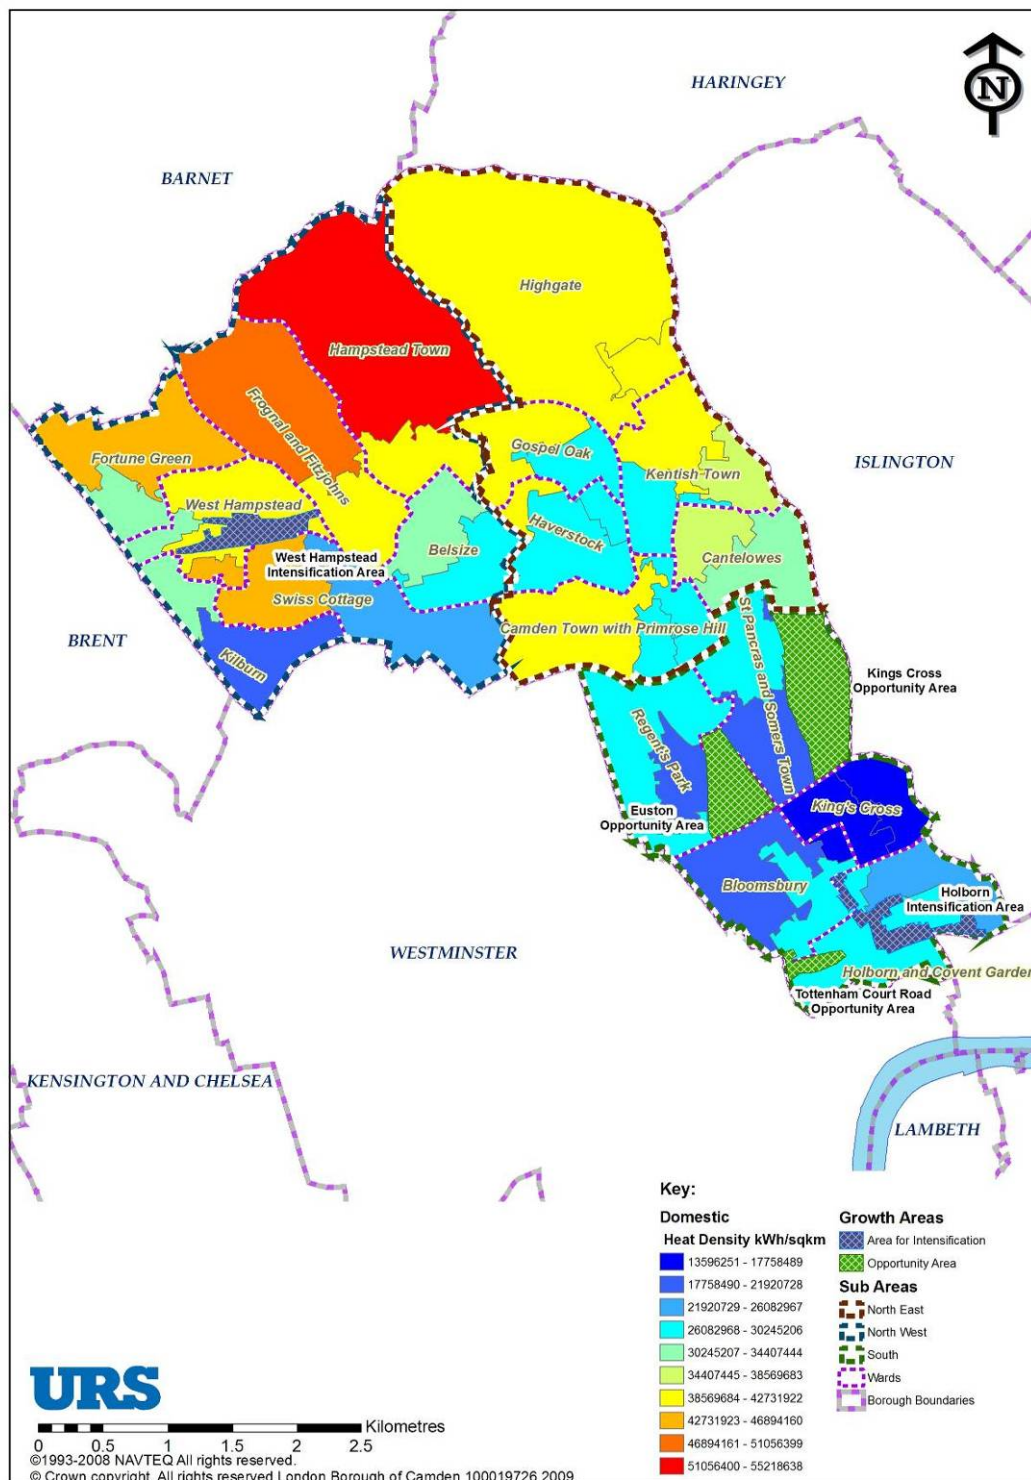 HARINGEY
N
BARNET
Highgate
Hampstead Town
Frognal and Fitzjohns
Fortune Green
Gospel Oak
Kentish Town
ISLINGTON
West Hampstead
Haverstock
Belsize
Cantelowes
West Hampstead
Intensification Area
Swiss Cottage
BRENT
Kilburn
Camden Town with Primrose Hill
St Pancras and Somers Town
Kings Cross
Opportunity Area
Regent's Park
Euston
Opportunity Area
King's Cross
Bloomsbury
Holborn
Intensification Area
WESTMINSTER
Holborn and Covent Garden
Tottenham Court Road
Opportunity Area
KENSINGTON AND CHELSEA
LAMBETH
Key:
Domestic
Heat Density kWh/sqkm
13596251 - 17758489
17758490 - 21920728
21920729 - 26082967
26082968 - 30245206
30245207 - 34407444
34407445 - 38569683
38569684 - 42731922
42731923 - 46894160
46894161 - 51056399
51056400 - 55218638
Growth Areas
Area for Intensification
Opportunity Area
Sub Areas
North East
North West
South
Wards
Borough Boundaries
URS
Kilometres
0 0.5 1 1.5 2 2.5
©1993-2008 NAVTEQ All rights reserved.
© Crown copyright. All rights reserved London Borough of Camden 100019726 2009